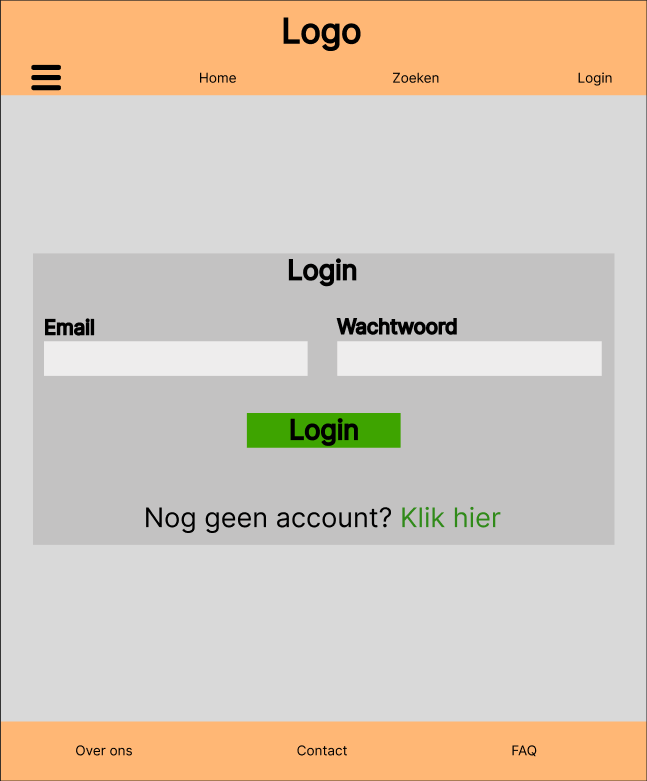 Logo
Home Zoeken Login
Login
Email Wachtwoord
Login
Nog geen account? Klik hier
Over ons Contact FAQ